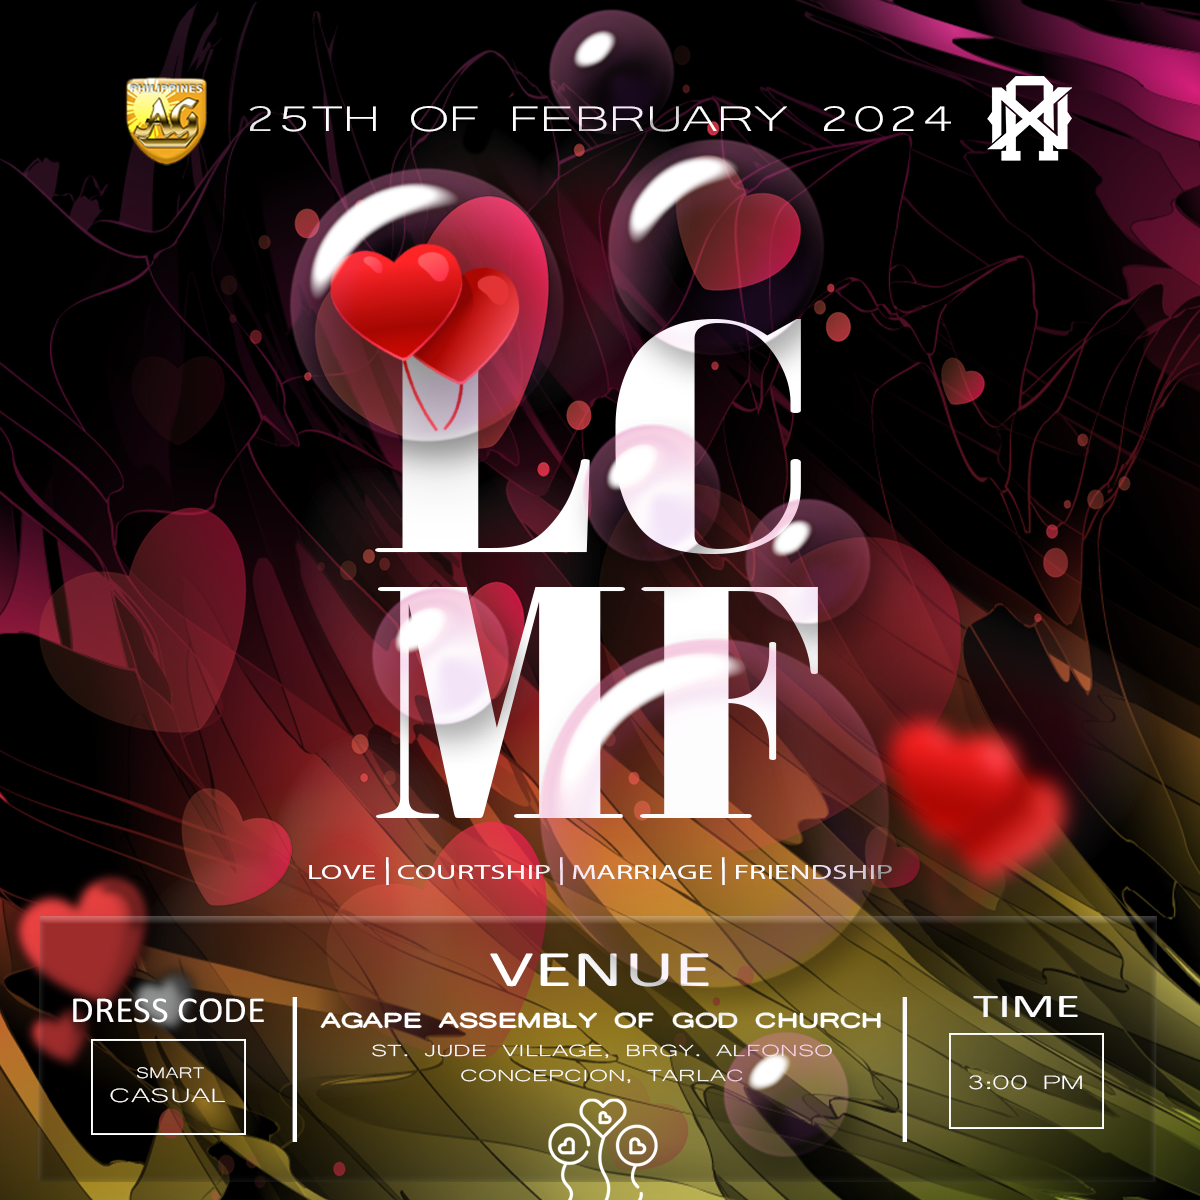 PHILIPPINES
AG
25TH OF FEBRUARY 2024
LC
MF
LOVE | COURTSHIP | MARRIAGE | FRIENDSHIP
VENUE
AGAPE ASSEMBLY OF GOD CHURCH
ST. JUDE VILLAGE, BRGY. ALFONSO
CONCEPCION, TARLAC
DRESS CODE
SMART
CASUAL
TIME
3:00 PM